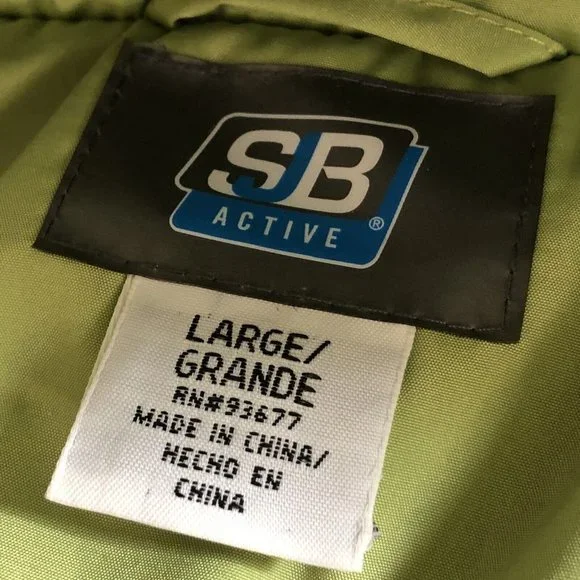 SJB
ACTIVE ®
LARGE/
GRANDE
RN#93677
MADE IN CHINA/
HECHO EN
CHINA